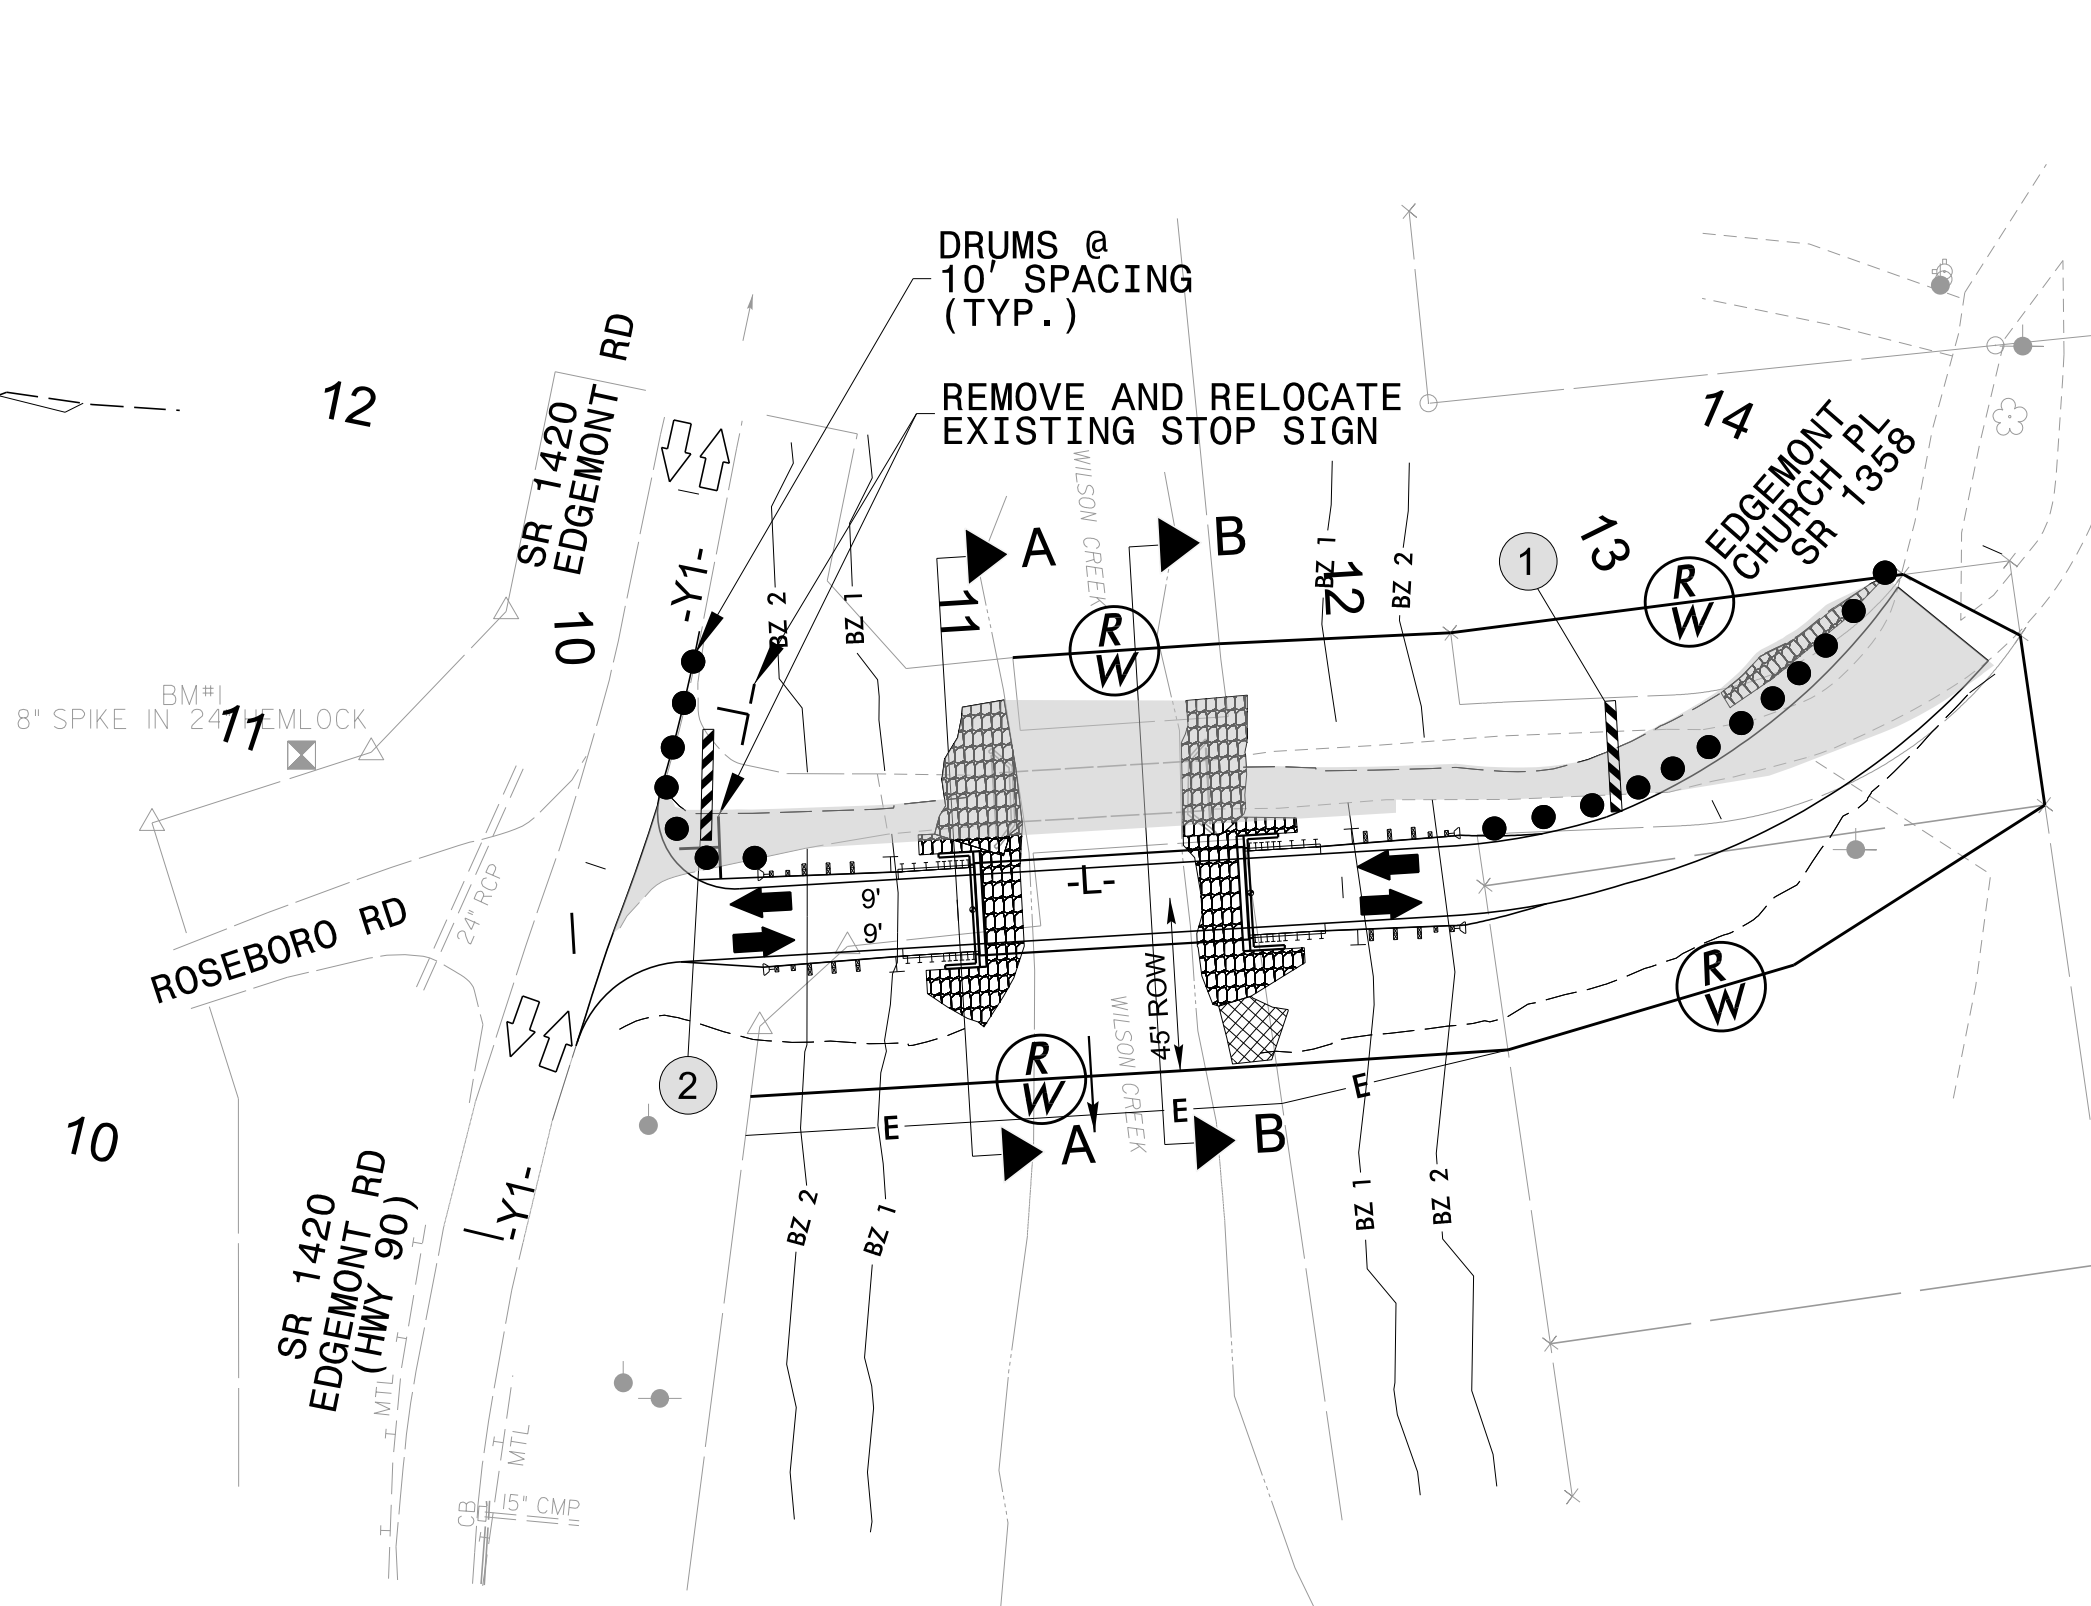 DRUMS @
10' SPACING
(TYP.)
REMOVE AND RELOCATE
EXISTING STOP SIGN
SR 1420
EDGEMONT RD
12
11
10
BM#1
8" SPIKE IN 24" HEMLOCK
10
-Y1-
BZ 2
BZ 1
11
A
B
WILSON CREEK
BZ 1
12
BZ 2
1
13
14
EDGEMONT
CHURCH PL
SR 1358
R
W
R
W
-L-
9'
9'
ROSEBORO RD
24" RCP
45' ROW
WILSON CREEK
R
W
R
W
2
E
E
E
A
B
BZ 2
BZ 1
BZ 1
BZ 2
-Y1-
SR 1420
EDGEMONT RD
(HWY 90)
MTL
MTL
CB
15" CMP